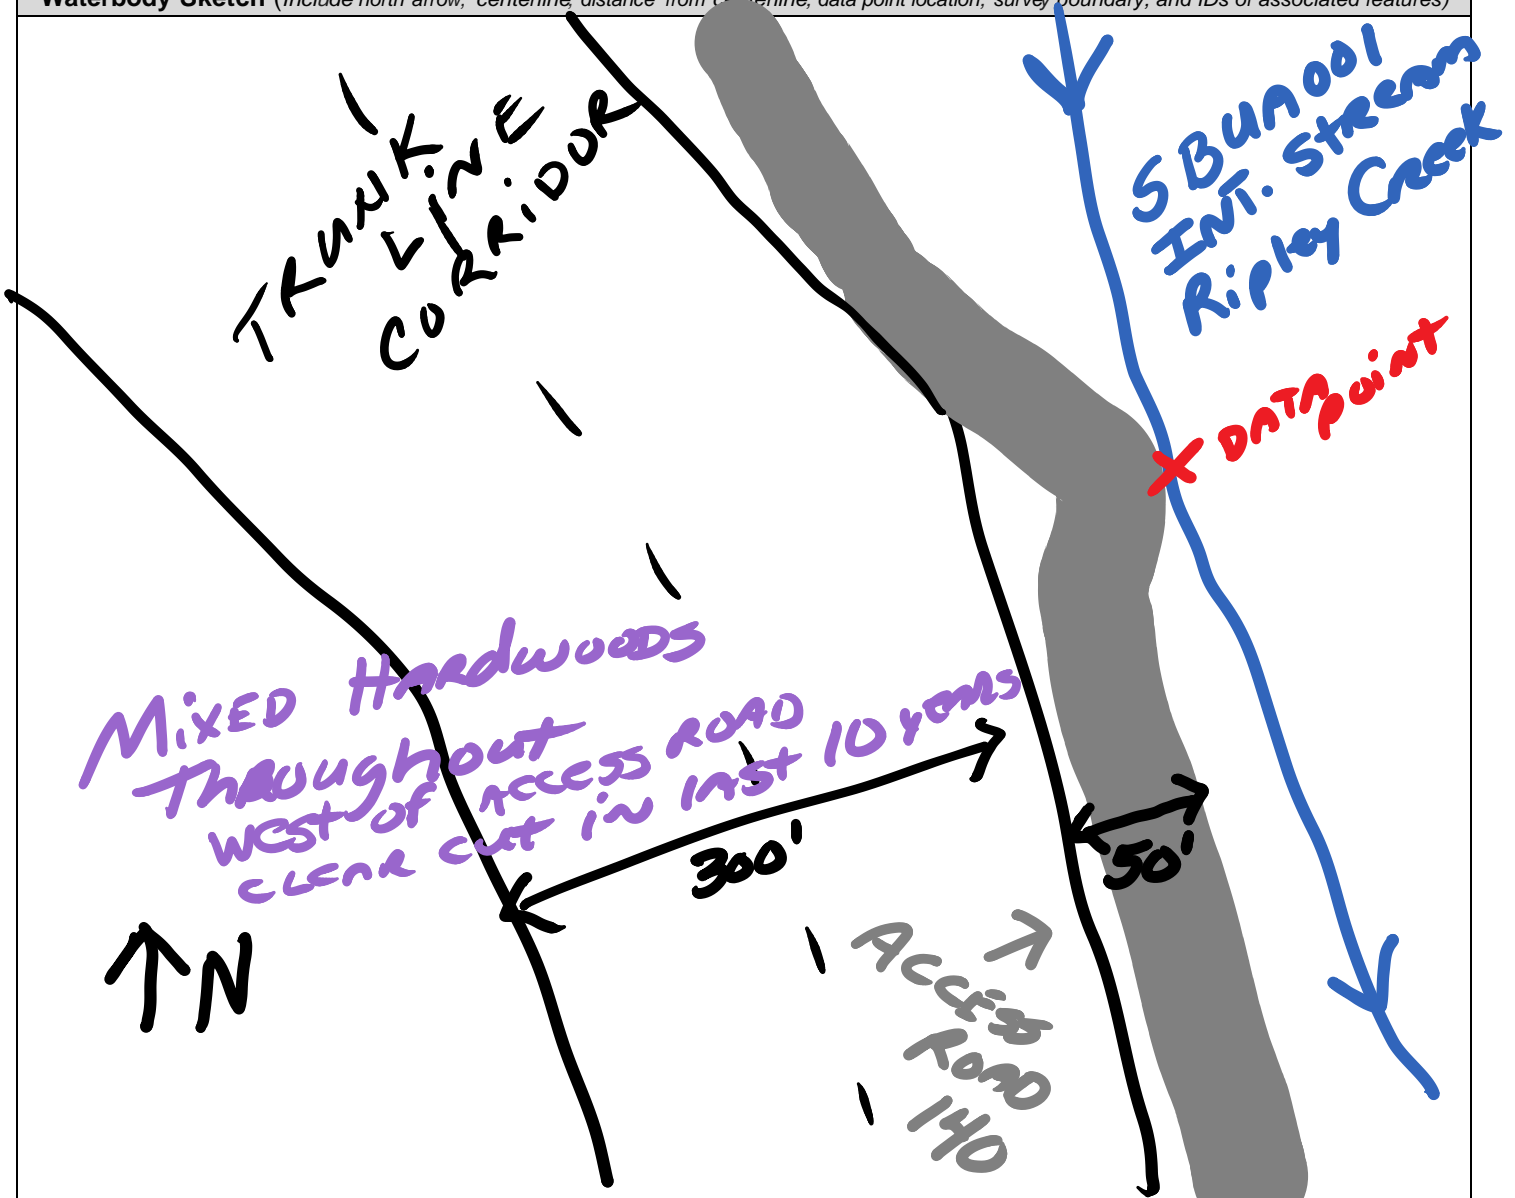 Waterbody Sketch (Include north arrow, centerline, distance from centerline, data point location, survey boundary, and IDs of associated features)
TRUNK
LINE
CORRIDOR
SBUA001
INT. Stream
Ripley Creek
DATA
Point
Mixed Hardwoods
Throughout
west of access road
clear cut in last 10 years
300'
50'
N
Access
Road
140